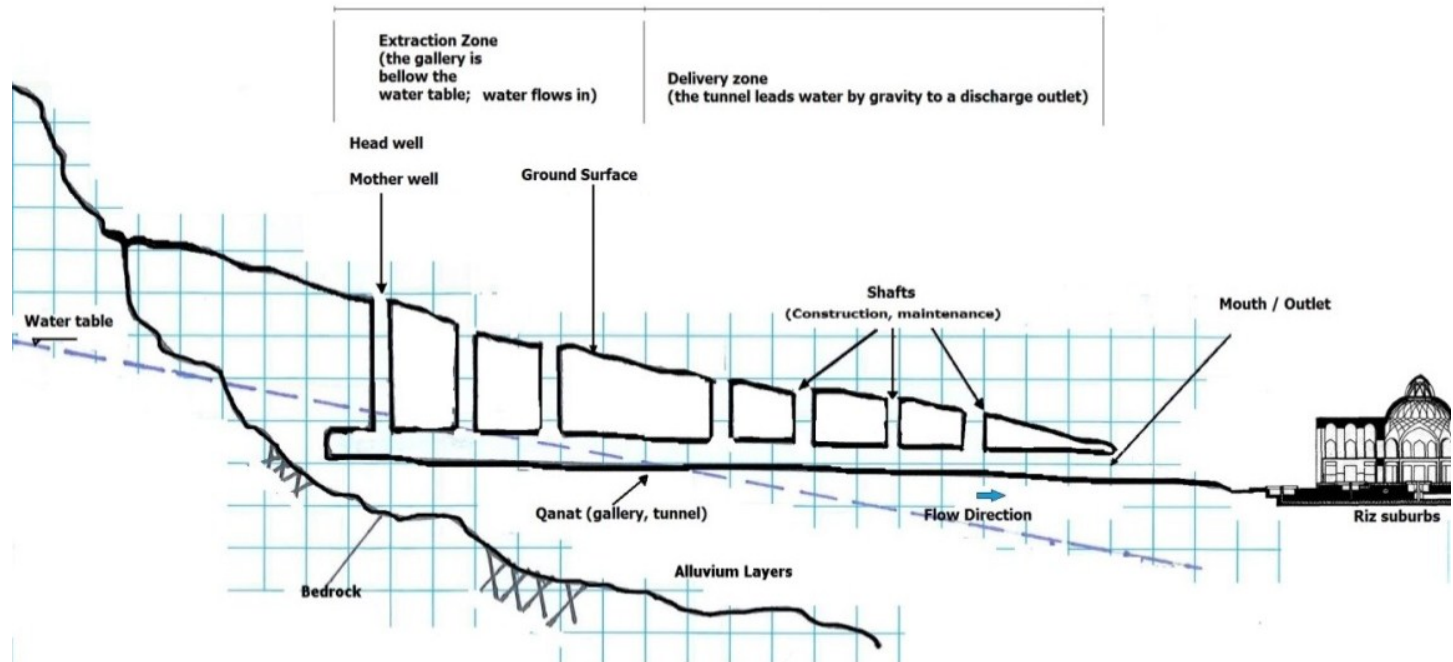 Extraction Zone
(the gallery is
bellow the
water table; water flows in)
Delivery zone
(the tunnel leads water by gravity to a discharge outlet)
Head well
Mother well
Ground Surface
Shafts
(Construction, maintenance)
Mouth / Outlet
Water table
Qanat (gallery, tunnel)
Flow Direction
Riz suburbs
Alluvium Layers
Bedrock